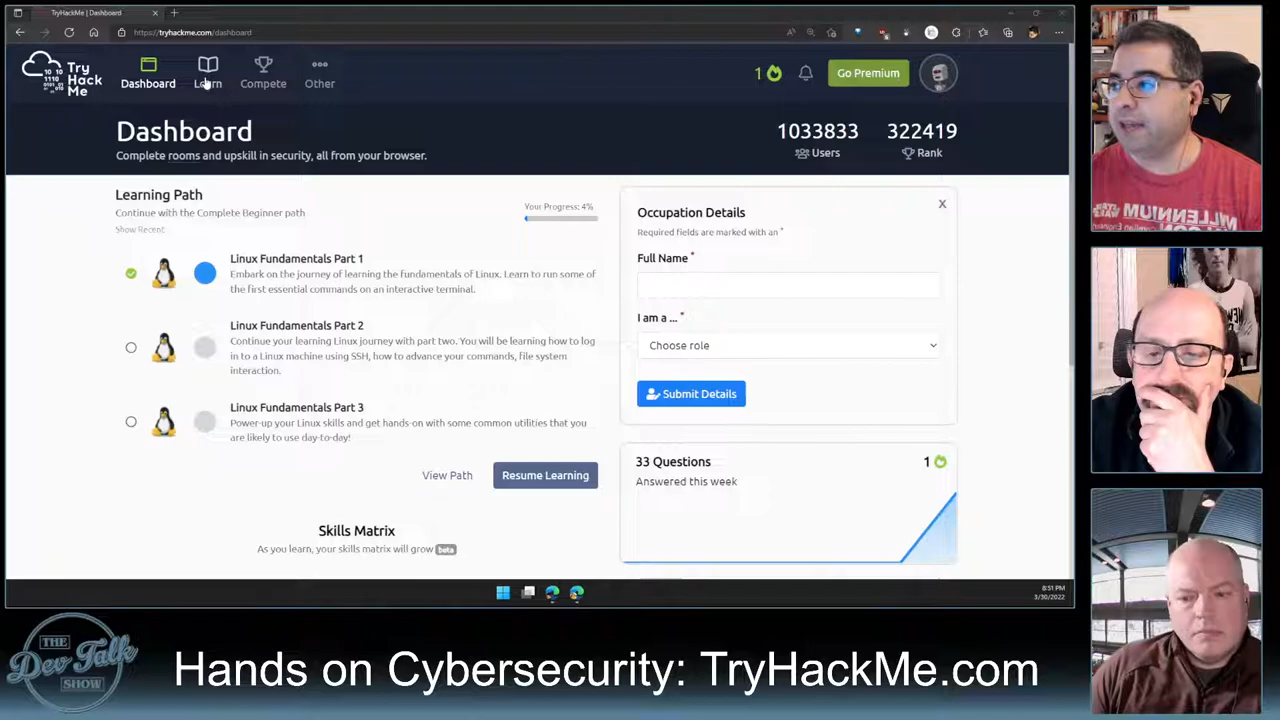 TryHackMe | Dashboard
https://tryhackme.com/dashboard
Try
Hack
Me
Dashboard
Learn
Compete
Other
1
Go Premium
Dashboard
Complete rooms and upskill in security, all from your browser.
1033833
Users
322419
Rank
Learning Path
Continue with the Complete Beginner path
Show Recent
Your Progress: 4%
Linux Fundamentals Part 1
Embark on the journey of learning the fundamentals of Linux. Learn to run some of
the first essential commands on an interactive terminal.
Linux Fundamentals Part 2
Continue your learning Linux journey with part two. You will be learning how to log
in to a Linux machine using SSH, how to advance your commands, file system
interaction.
Linux Fundamentals Part 3
Power-up your Linux skills and get hands-on with some common utilities that you
are likely to use day-to-day!
View Path
Resume Learning
Skills Matrix
As you learn, your skills matrix will grow beta
Occupation Details
X
Required fields are marked with an *
Full Name *
I am a ... *
Choose role
Submit Details
33 Questions
1
Answered this week
8:51 PM
3/30/2022
THE
Dev Talk
SHOW
Hands on Cybersecurity: TryHackMe.com
MILLENNIUM
FALCON